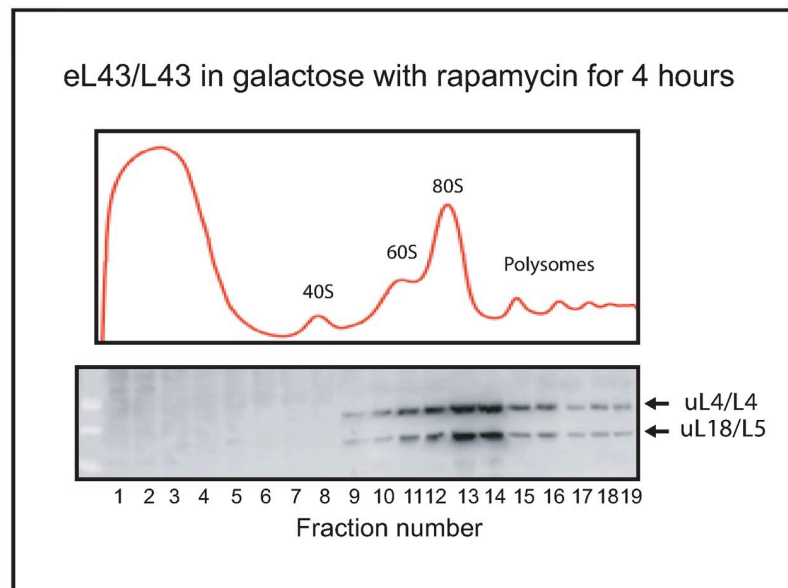 eL43/L43 in galactose with rapamycin for 4 hours
80S
60S
Polysomes
40S
uL4/L4
uL18/L5
1 2 3 4 5 6 7 8 9 10 11 12 13 14 15 16 17 18 19
Fraction number